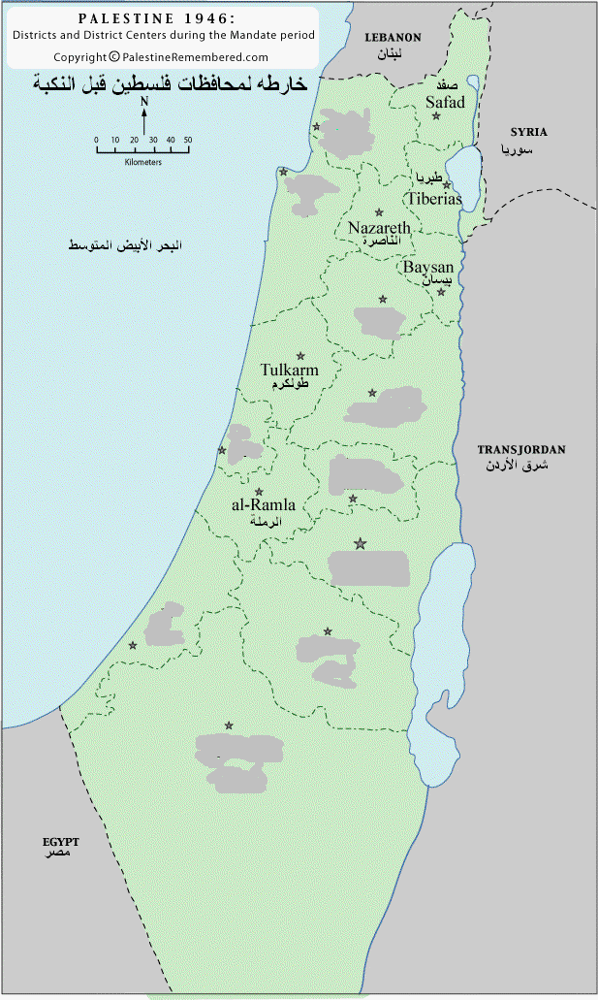 PALESTINE 1946:
Districts and District Centers during the Mandate period
Copyright © PalestineRemembered.com
خارطه لمحافظات فلسطين قبل النكبة
N
0 10 20 30 40 50
Kilometers
LEBANON
لبنان
صفد
Safad
SYRIA
سوريا
طبريا
Tiberias
Nazareth
الناصرة
البحر الأبيض المتوسط
Baysan
بيسان
Tulkarm
طولكرم
TRANSJORDAN
شرق الأردن
al-Ramla
الرملة
EGYPT
مصر